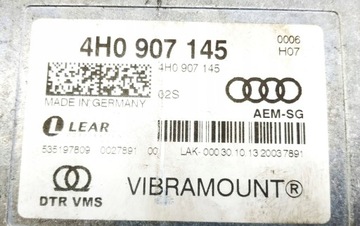 4H0 907 145
0006
H07
4H0 907 145
02S
MADE IN GERMANY
AEM-SG
LEAR
535197809 0027891 00 LAK-000 30.10.13 20037891
DTR VMS
VIBRAMOUNT®